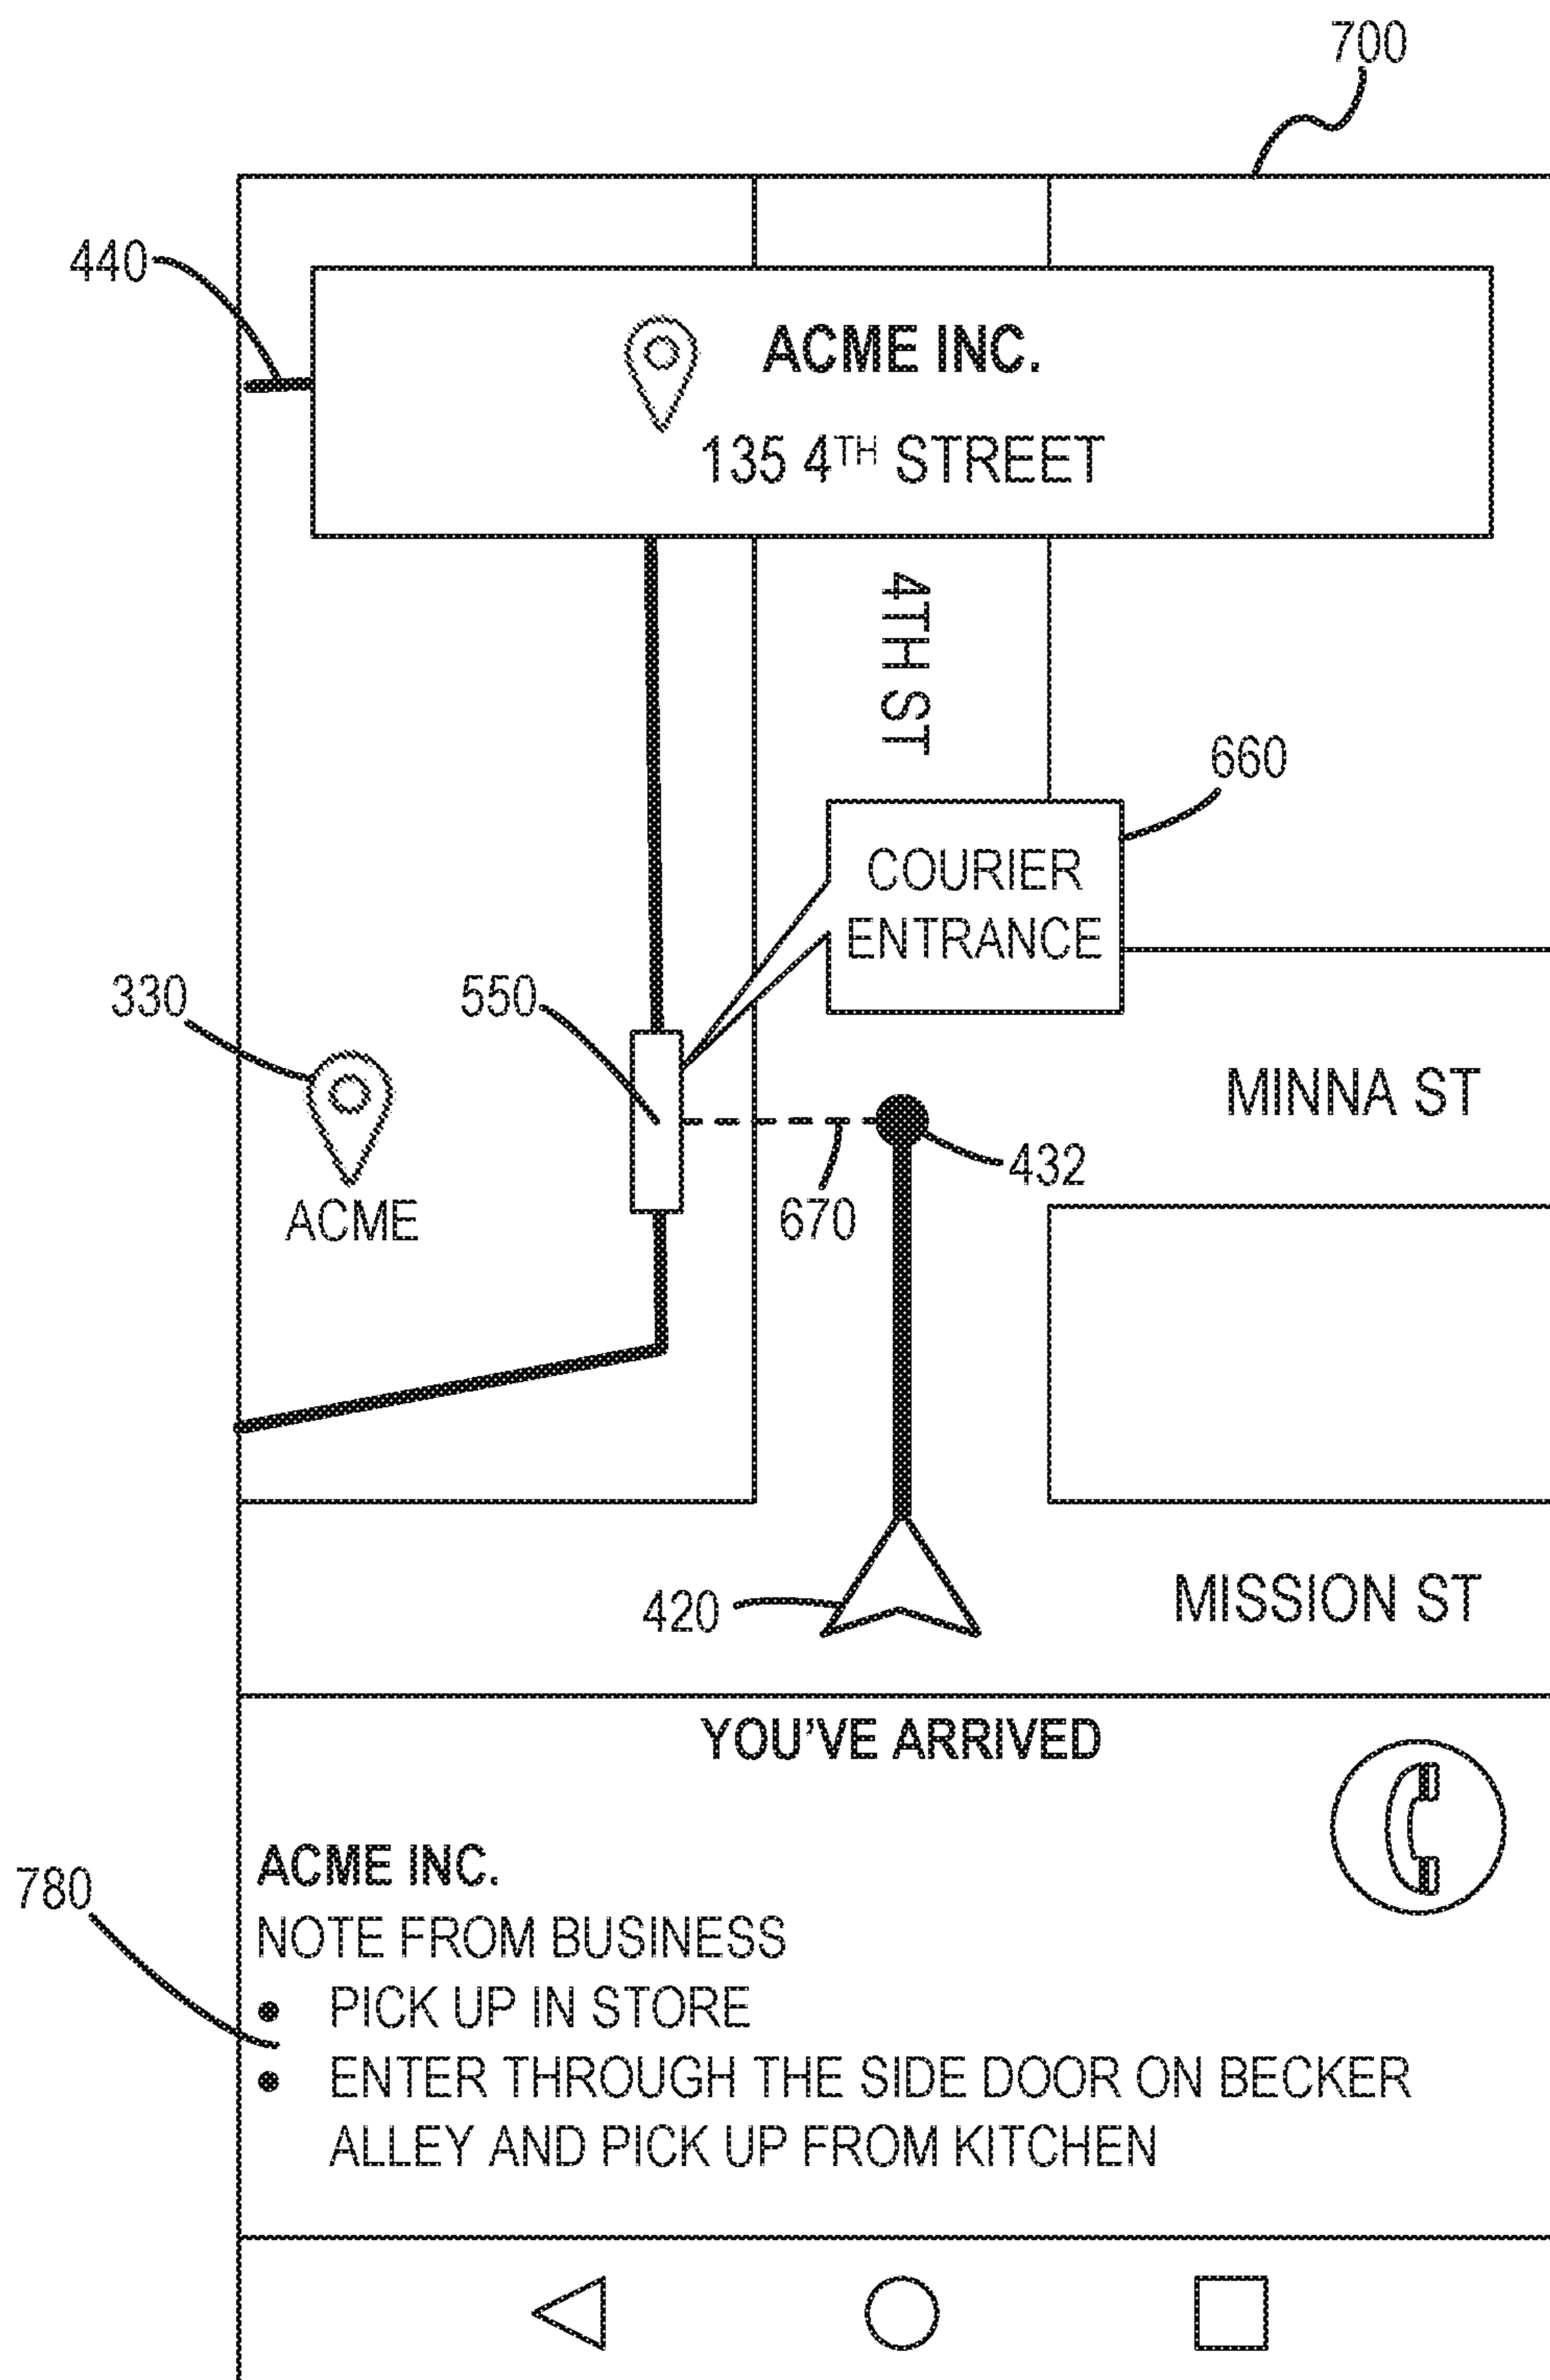 700
440
ACME INC.
135 4TH STREET
4TH ST
660
COURIER
ENTRANCE
330
550
MINNA ST
432
670
ACME
420
MISSION ST
YOU'VE ARRIVED
780
ACME INC.
NOTE FROM BUSINESS
• PICK UP IN STORE
• ENTER THROUGH THE SIDE DOOR ON BECKER
ALLEY AND PICK UP FROM KITCHEN